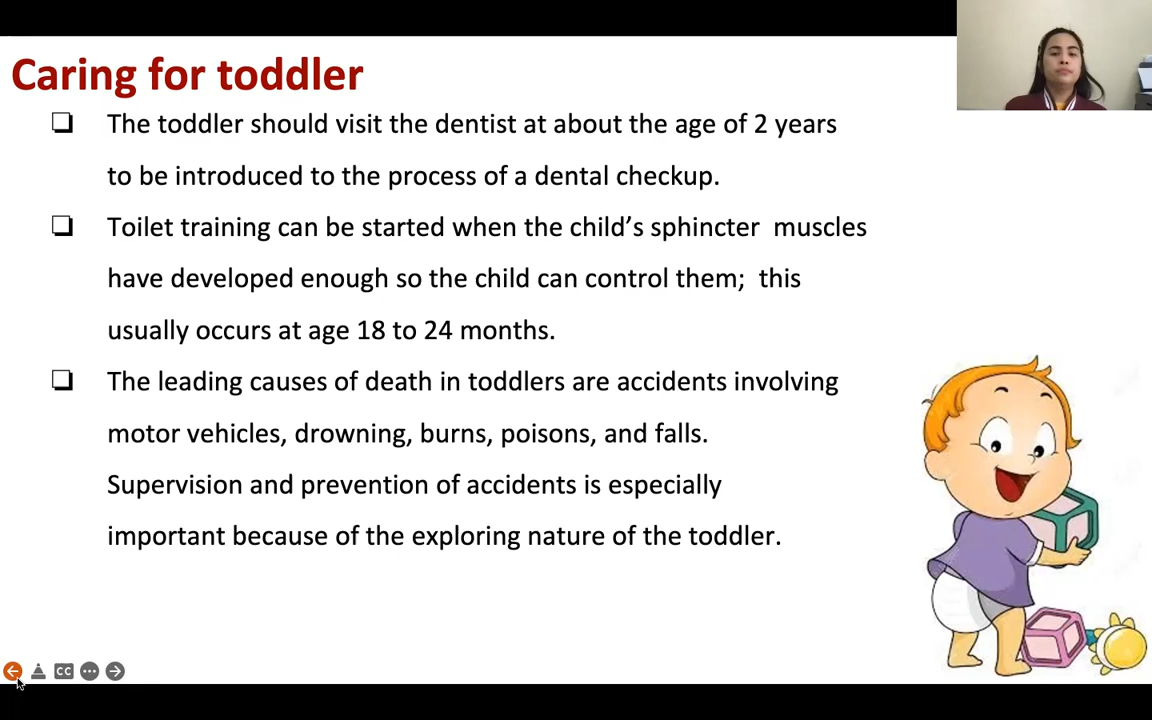 Caring for toddler
❑ The toddler should visit the dentist at about the age of 2 years
to be introduced to the process of a dental checkup.
❑ Toilet training can be started when the child’s sphincter  muscles
have developed enough so the child can control them;  this
usually occurs at age 18 to 24 months.
❑ The leading causes of death in toddlers are accidents involving
motor vehicles, drowning, burns, poisons, and falls.
Supervision and prevention of accidents is especially
important because of the exploring nature of the toddler.
CC